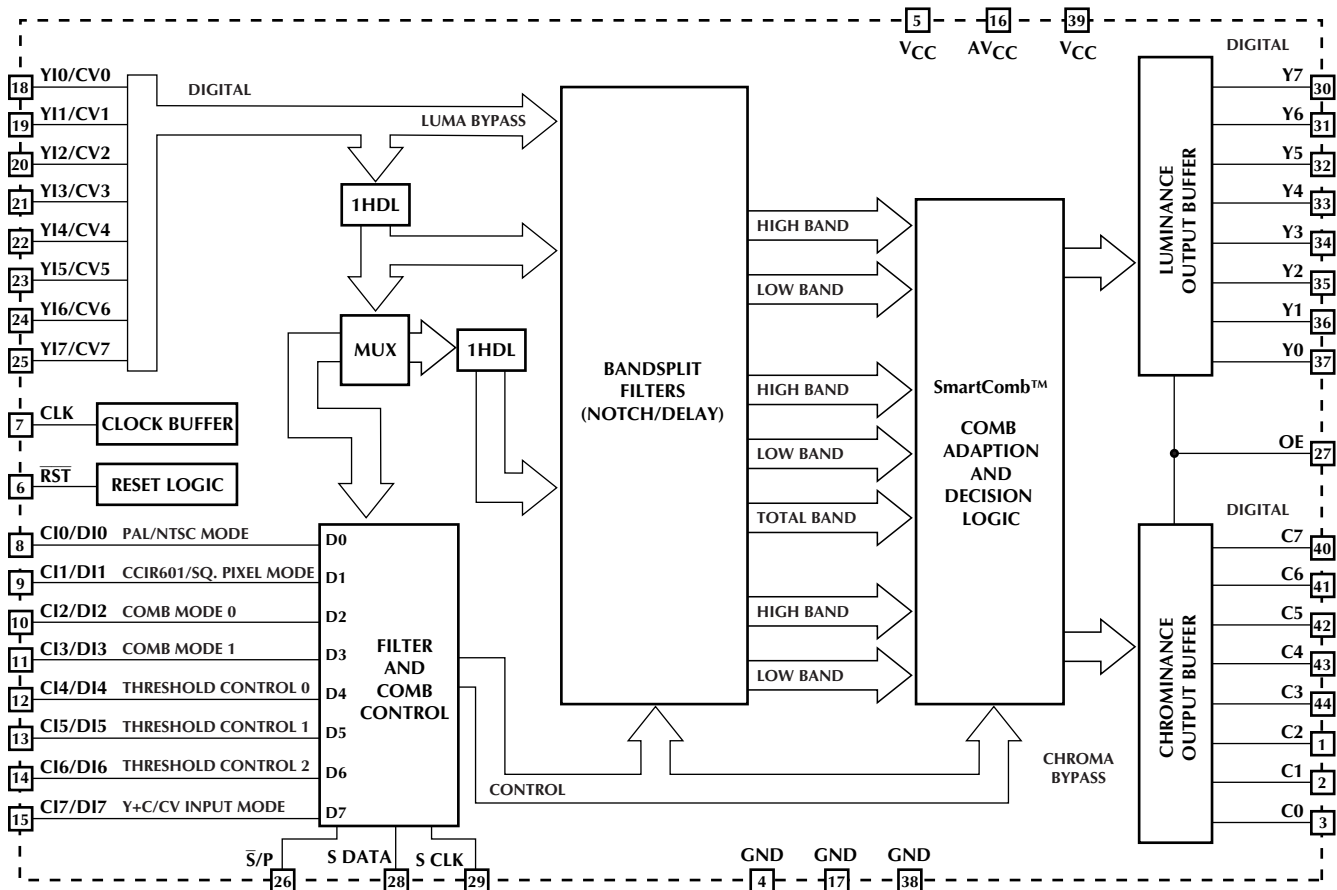 5 16 39
VCC AVCC VCC
18 YI0/CV0
19 YI1/CV1
20 YI2/CV2
21 YI3/CV3
22 YI4/CV4
23 YI5/CV5
24 YI6/CV6
25 YI7/CV7
DIGITAL
LUMA BYPASS
1HDL
MUX
1HDL
7 CLK
CLOCK BUFFER
6 RST
RESET LOGIC
8 CI0/DI0 PAL/NTSC MODE D0
9 CI1/DI1 CCIR601/SQ. PIXEL MODE D1
10 CI2/DI2 COMB MODE 0 D2
11 CI3/DI3 COMB MODE 1 D3
12 CI4/DI4 THRESHOLD CONTROL 0 D4
13 CI5/DI5 THRESHOLD CONTROL 1 D5
14 CI6/DI6 THRESHOLD CONTROL 2 D6
15 CI7/DI7 Y+C/CV INPUT MODE D7
FILTER
AND
COMB
CONTROL
S/P S DATA S CLK
26 28 29
BANDSPLIT
FILTERS
(NOTCH/DELAY)
HIGH BAND
LOW BAND
HIGH BAND
LOW BAND
TOTAL BAND
HIGH BAND
LOW BAND
CONTROL
SmartComb™
COMB
ADAPTION
AND
DECISION
LOGIC
CHROMA
BYPASS
GND GND GND
4 17 38
DIGITAL
LUMINANCE
OUTPUT BUFFER
Y7 30
Y6 31
Y5 32
Y4 33
Y3 34
Y2 35
Y1 36
Y0 37
OE 27
DIGITAL
CHROMINANCE
OUTPUT BUFFER
C7 40
C6 41
C5 42
C4 43
C3 44
C2 1
C1 2
C0 3